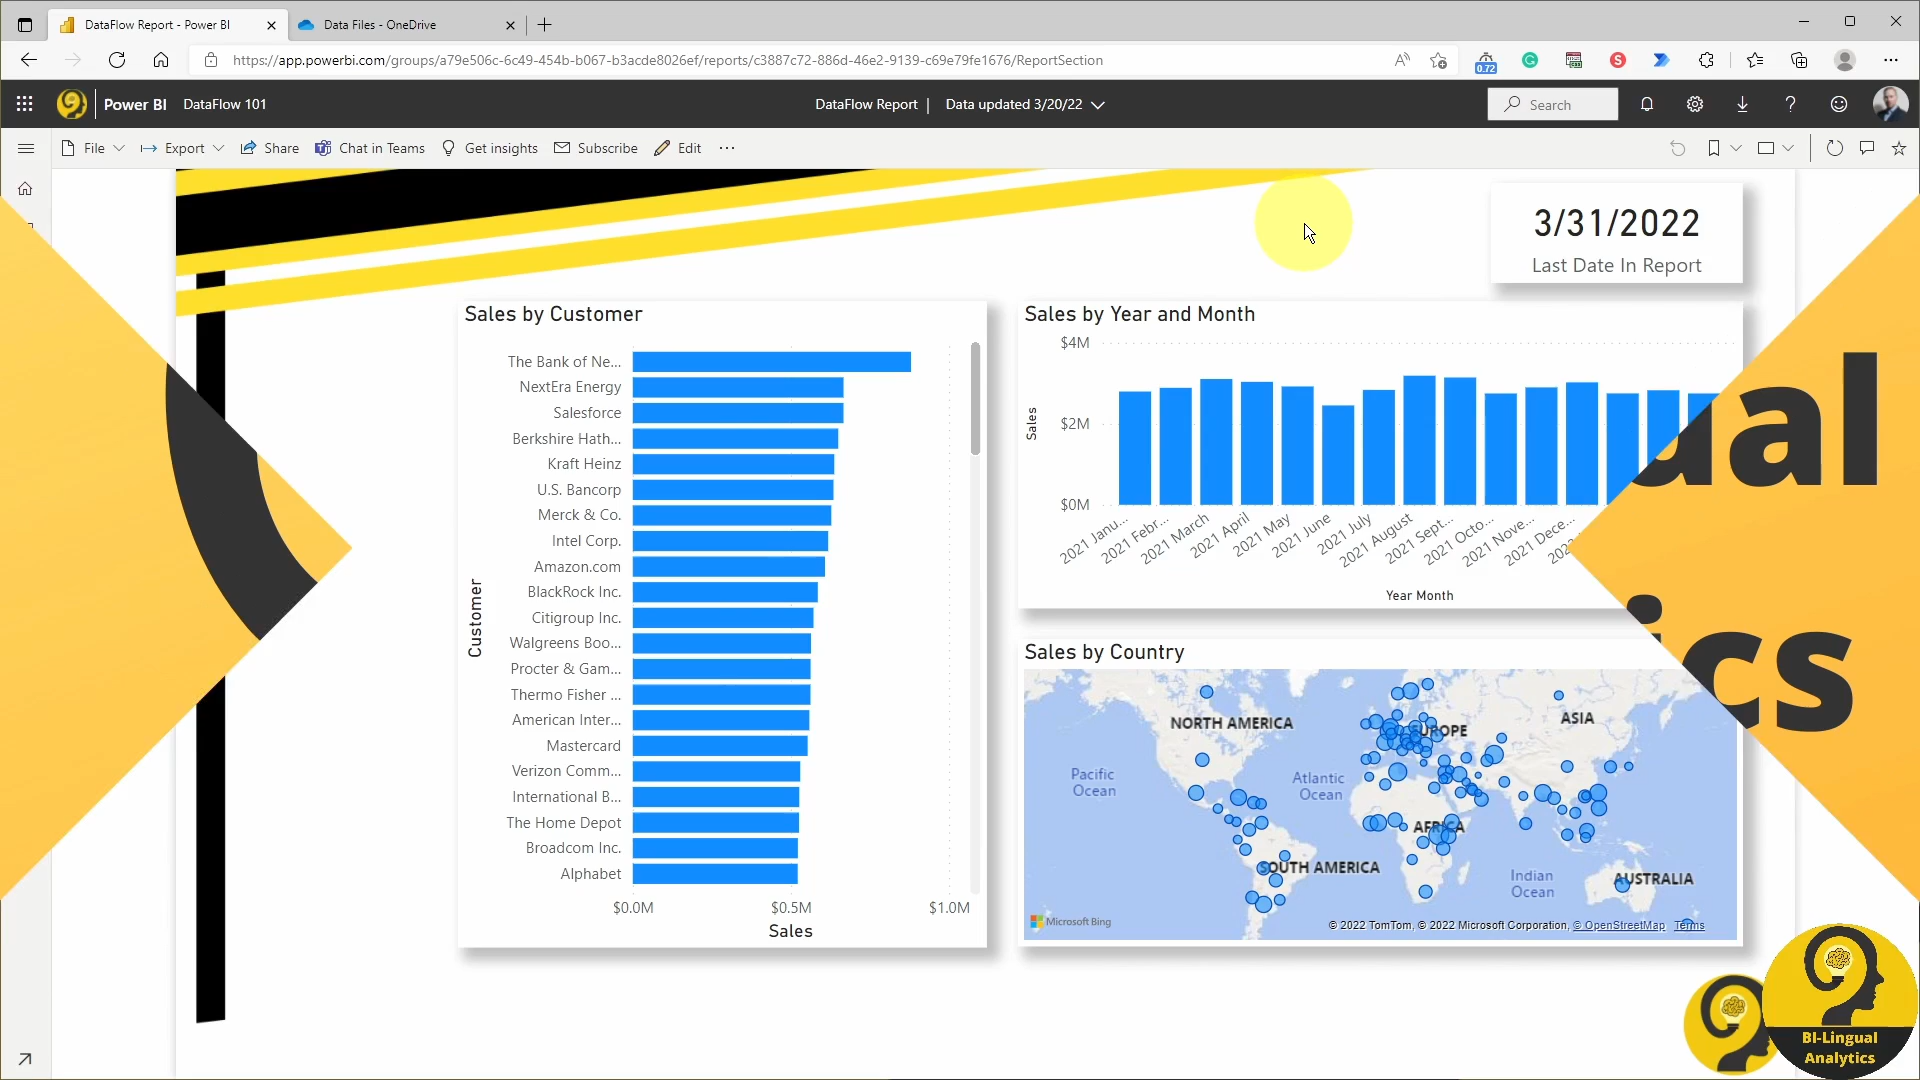 DataFlow Report - Power BI
Data Files - OneDrive
https://app.powerbi.com/groups/a79e506c-6c49-454b-b067-b3acde8026ef/reports/c3887c72-886d-46e2-9139-c69e79fe1676/ReportSection
0.72
Power BI
DataFlow 101
DataFlow Report | Data updated 3/20/22
Search
File
Export
Share
Chat in Teams
Get insights
Subscribe
Edit
3/31/2022
Last Date In Report
Sales by Customer
Customer
The Bank of Ne...
NextEra Energy
Salesforce
Berkshire Hath...
Kraft Heinz
U.S. Bancorp
Merck & Co.
Intel Corp.
Amazon.com
BlackRock Inc.
Citigroup Inc.
Walgreens Boo...
Procter & Gam...
Thermo Fisher ...
American Inter...
Mastercard
Verizon Comm...
International B...
The Home Depot
Broadcom Inc.
Alphabet
$0.0M $0.5M $1.0M
Sales
Sales by Year and Month
Sales
$4M
$2M
$0M
2021 Janu...
2021 Febr...
2021 March
2021 April
2021 May
2021 June
2021 July
2021 August
2021 Sept...
2021 Octo...
2021 Nove...
2021 Dece...
Year Month
Sales by Country
NORTH AMERICA
EUROPE
ASIA
Pacific
Ocean
Atlantic
Ocean
AFRICA
SOUTH AMERICA
Indian
Ocean
AUSTRALIA
Microsoft Bing
© 2022 TomTom, © 2022 Microsoft Corporation, © OpenStreetMap Terms
ual
ics
BI-Lingual
Analytics